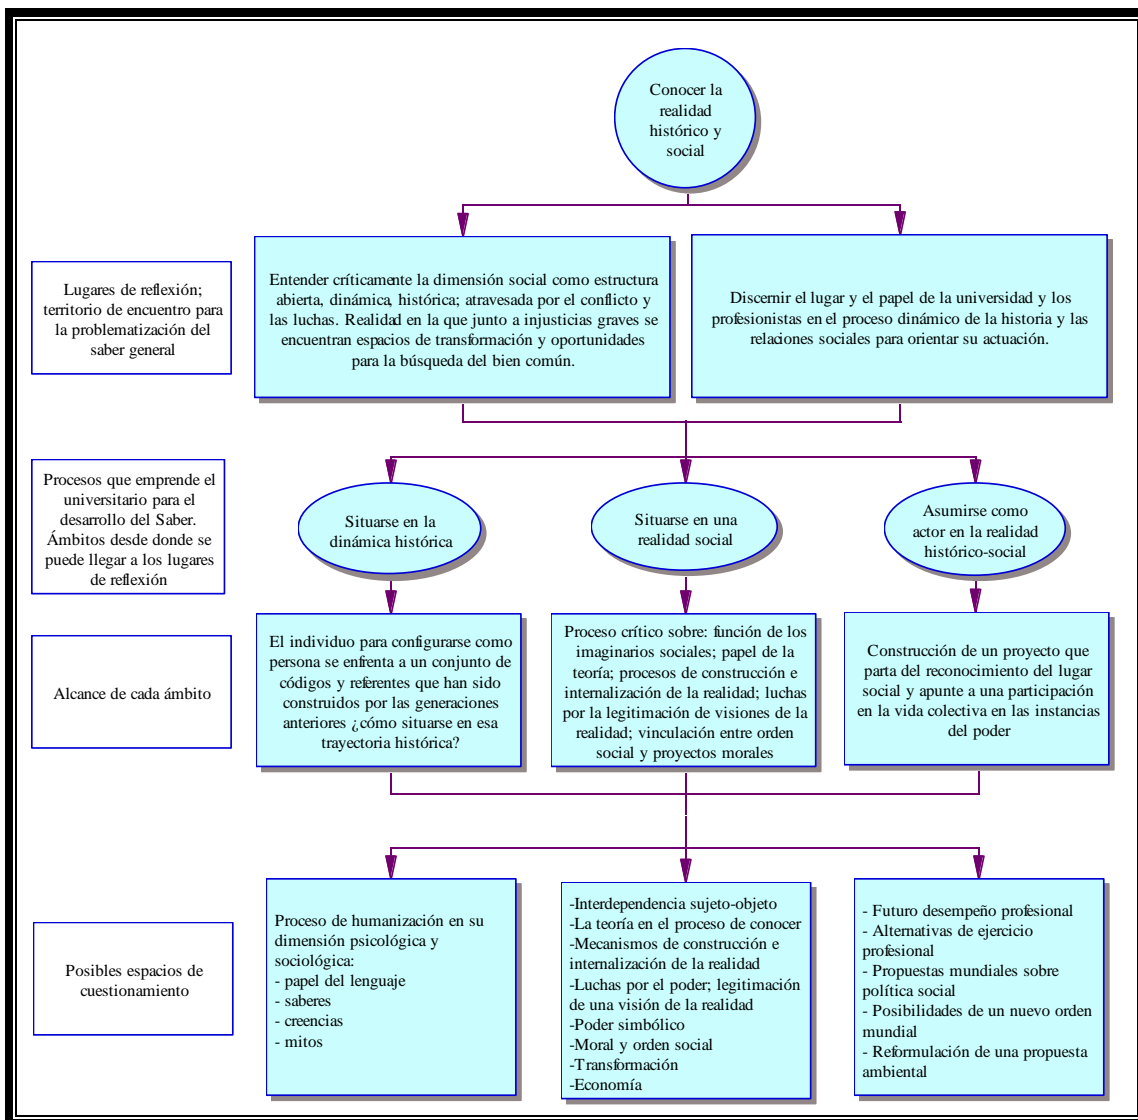 Conocer la
realidad
histórico y
social
Lugares de reflexión;
territorio de encuentro para
la problematización del
saber general
Entender críticamente la dimensión social como estructura
abierta, dinámica, histórica; atravesada por el conflicto y
las luchas. Realidad en la que junto a injusticias graves se
encuentran espacios de transformación y oportunidades
para la búsqueda del bien común.
Discernir el lugar y el papel de la universidad y los
profesionistas en el proceso dinámico de la historia y las
relaciones sociales para orientar su actuación.
Procesos que emprende el
universitario para el
desarrollo del Saber.
Ámbitos desde donde se
puede llegar a los lugares
de reflexión
Situarse en la
dinámica histórica
Situarse en una
realidad social
Asumirse como
actor en la realidad
histórico-social
Alcance de cada ámbito
El individuo para configurarse como
persona se enfrenta a un conjunto de
códigos y referentes que han sido
construidos por las generaciones
anteriores ¿cómo situarse en esa
trayectoria histórica?
Proceso crítico sobre: función de los
imaginarios sociales; papel de la
teoría; procesos de construcción e
internalización de la realidad; luchas
por la legitimación de visiones de la
realidad; vinculación entre orden
social y proyectos morales
Construcción de un proyecto que
parta del reconocimiento del lugar
social y apunte a una participación
en la vida colectiva en las instancias
del poder
Posibles espacios de
cuestionamiento
Proceso de humanización en su
dimensión psicológica y
sociológica:
- papel del lenguaje
- saberes
- creencias
- mitos
-Interdependencia sujeto-objeto
-La teoría en el proceso de conocer
-Mecanismos de construcción e
internalización de la realidad
-Luchas por el poder; legitimación
de una visión de la realidad
-Poder simbólico
-Moral y orden social
-Transformación
-Economía
- Futuro desempeño profesional
- Alternativas de ejercicio
profesional
- Propuestas mundiales sobre
política social
- Posibilidades de un nuevo orden
mundial
- Reformulación de una propuesta
ambiental